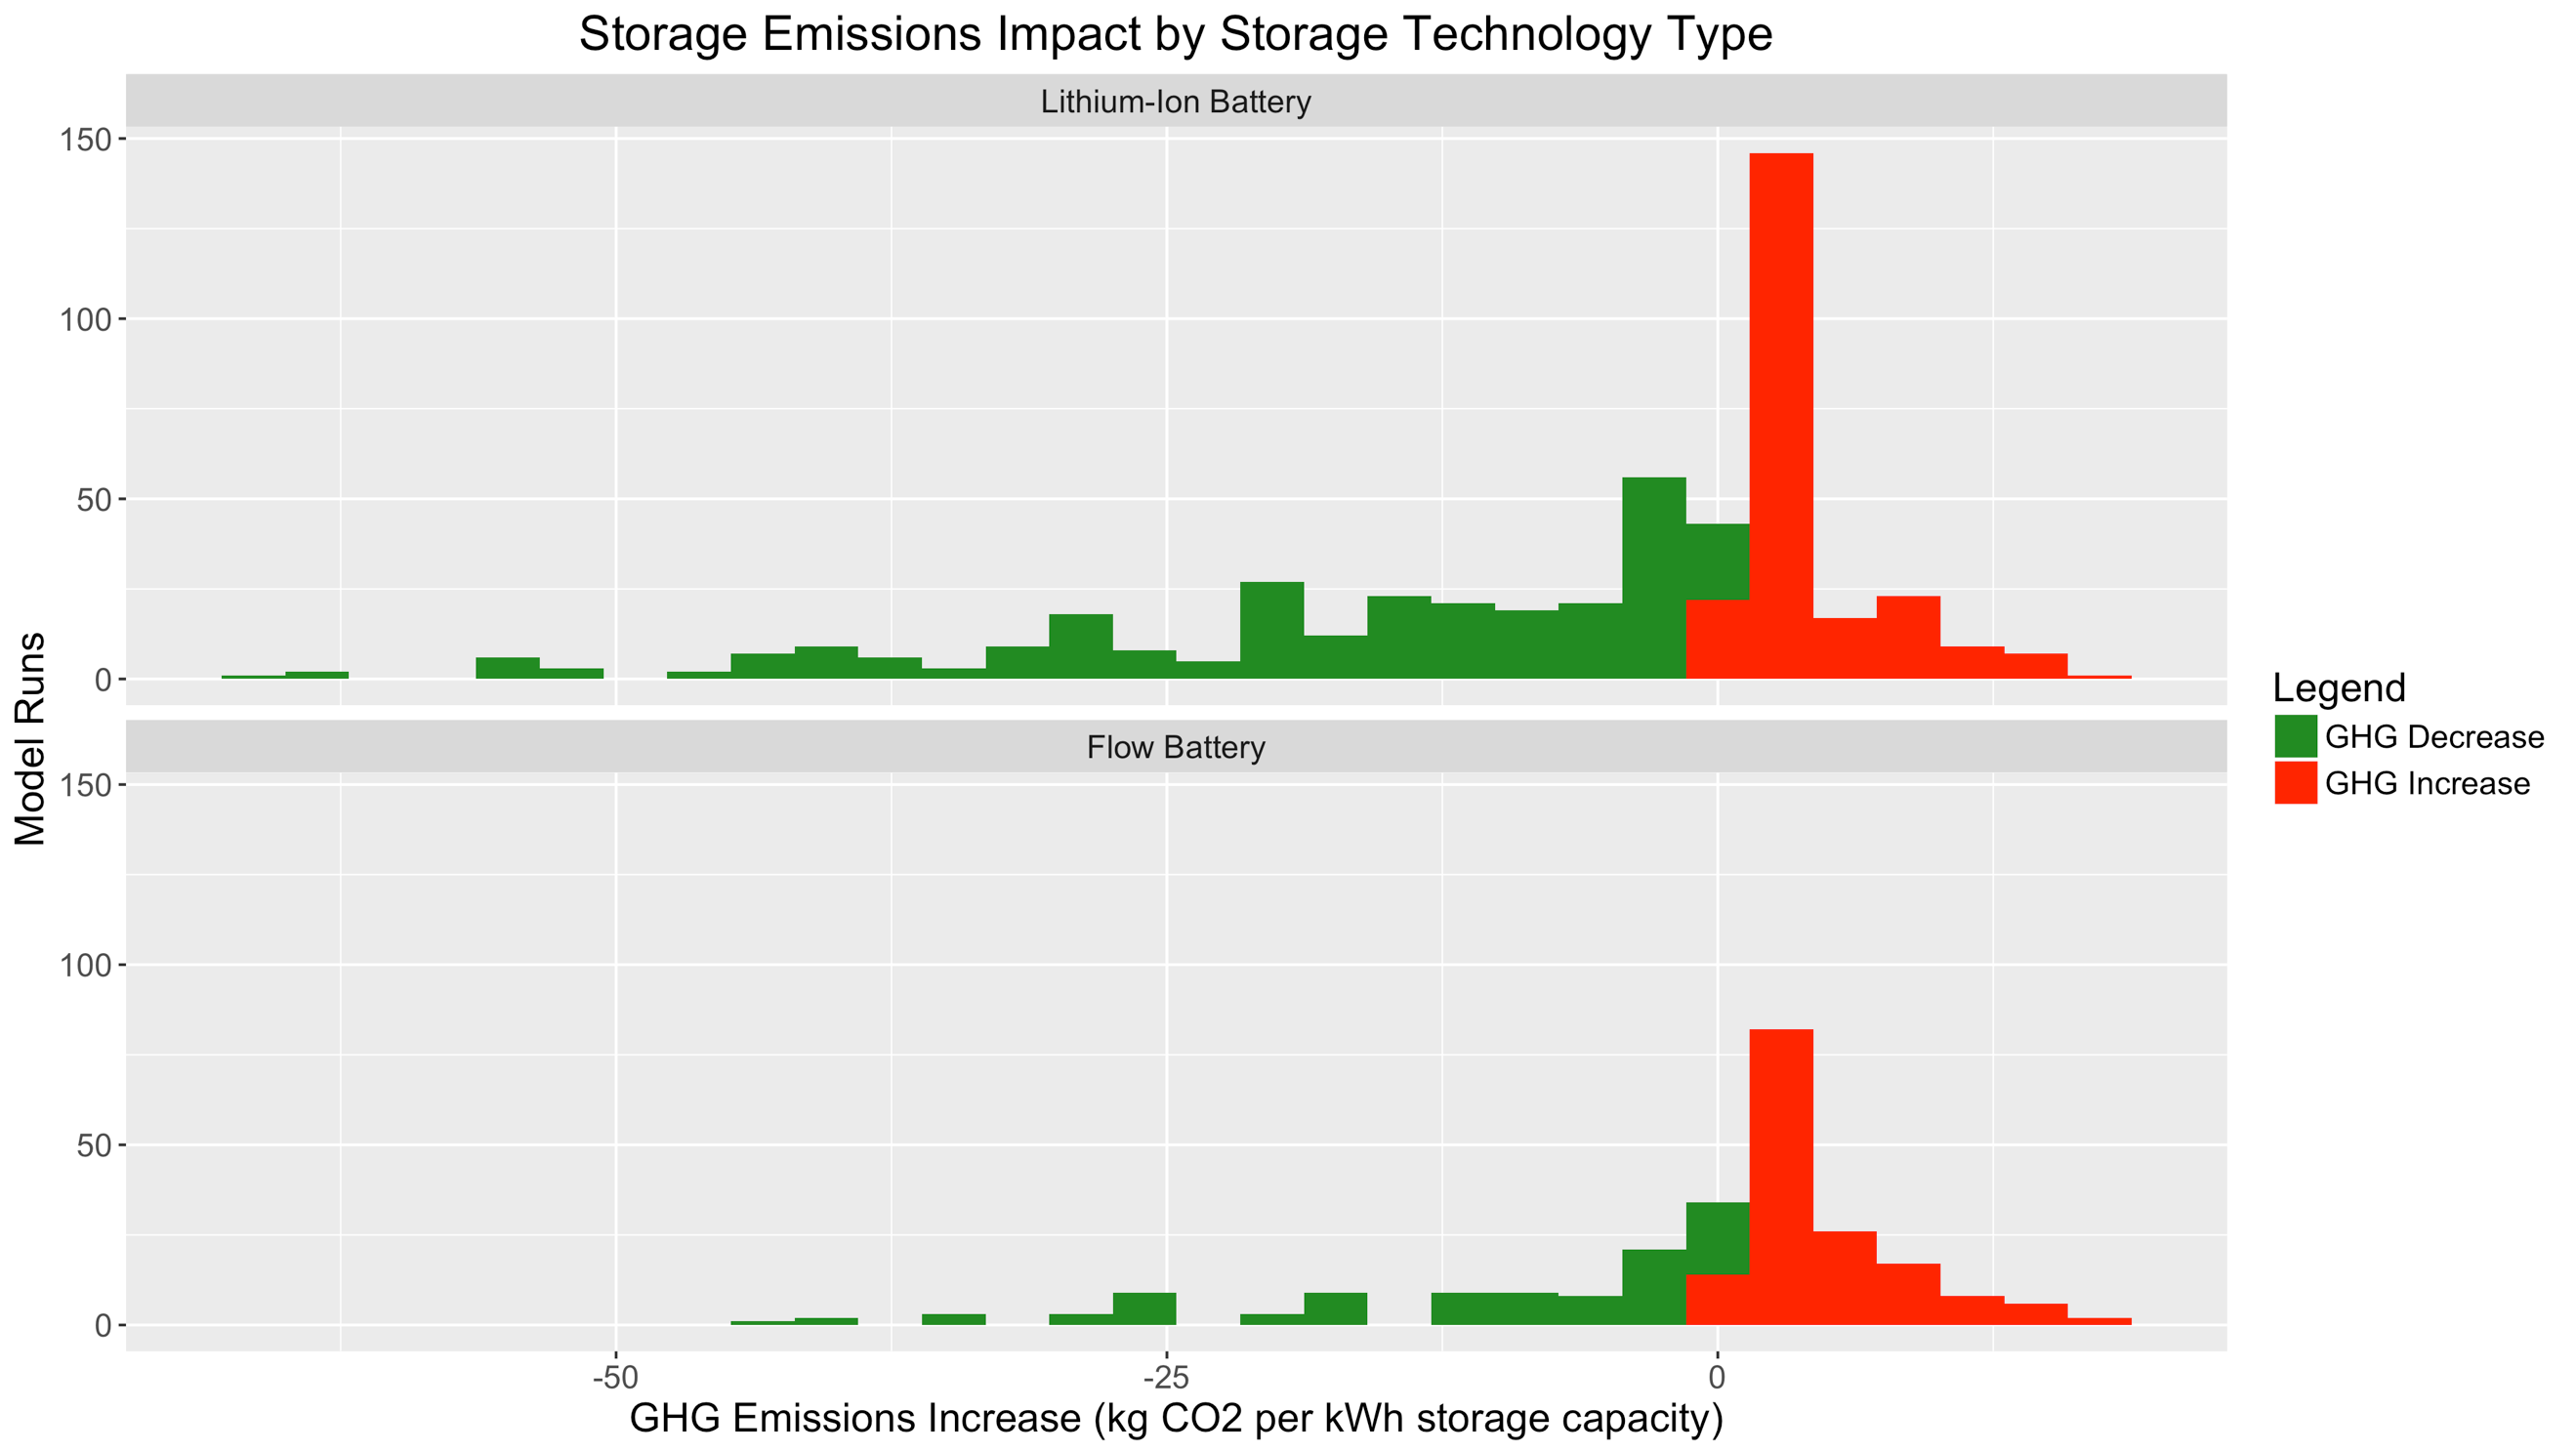 Storage Emissions Impact by Storage Technology Type
Lithium-Ion Battery
150
100
50
0
Flow Battery
150
100
50
0
-50
-25
0
GHG Emissions Increase (kg CO2 per kWh storage capacity)
Model Runs
Legend
GHG Decrease
GHG Increase